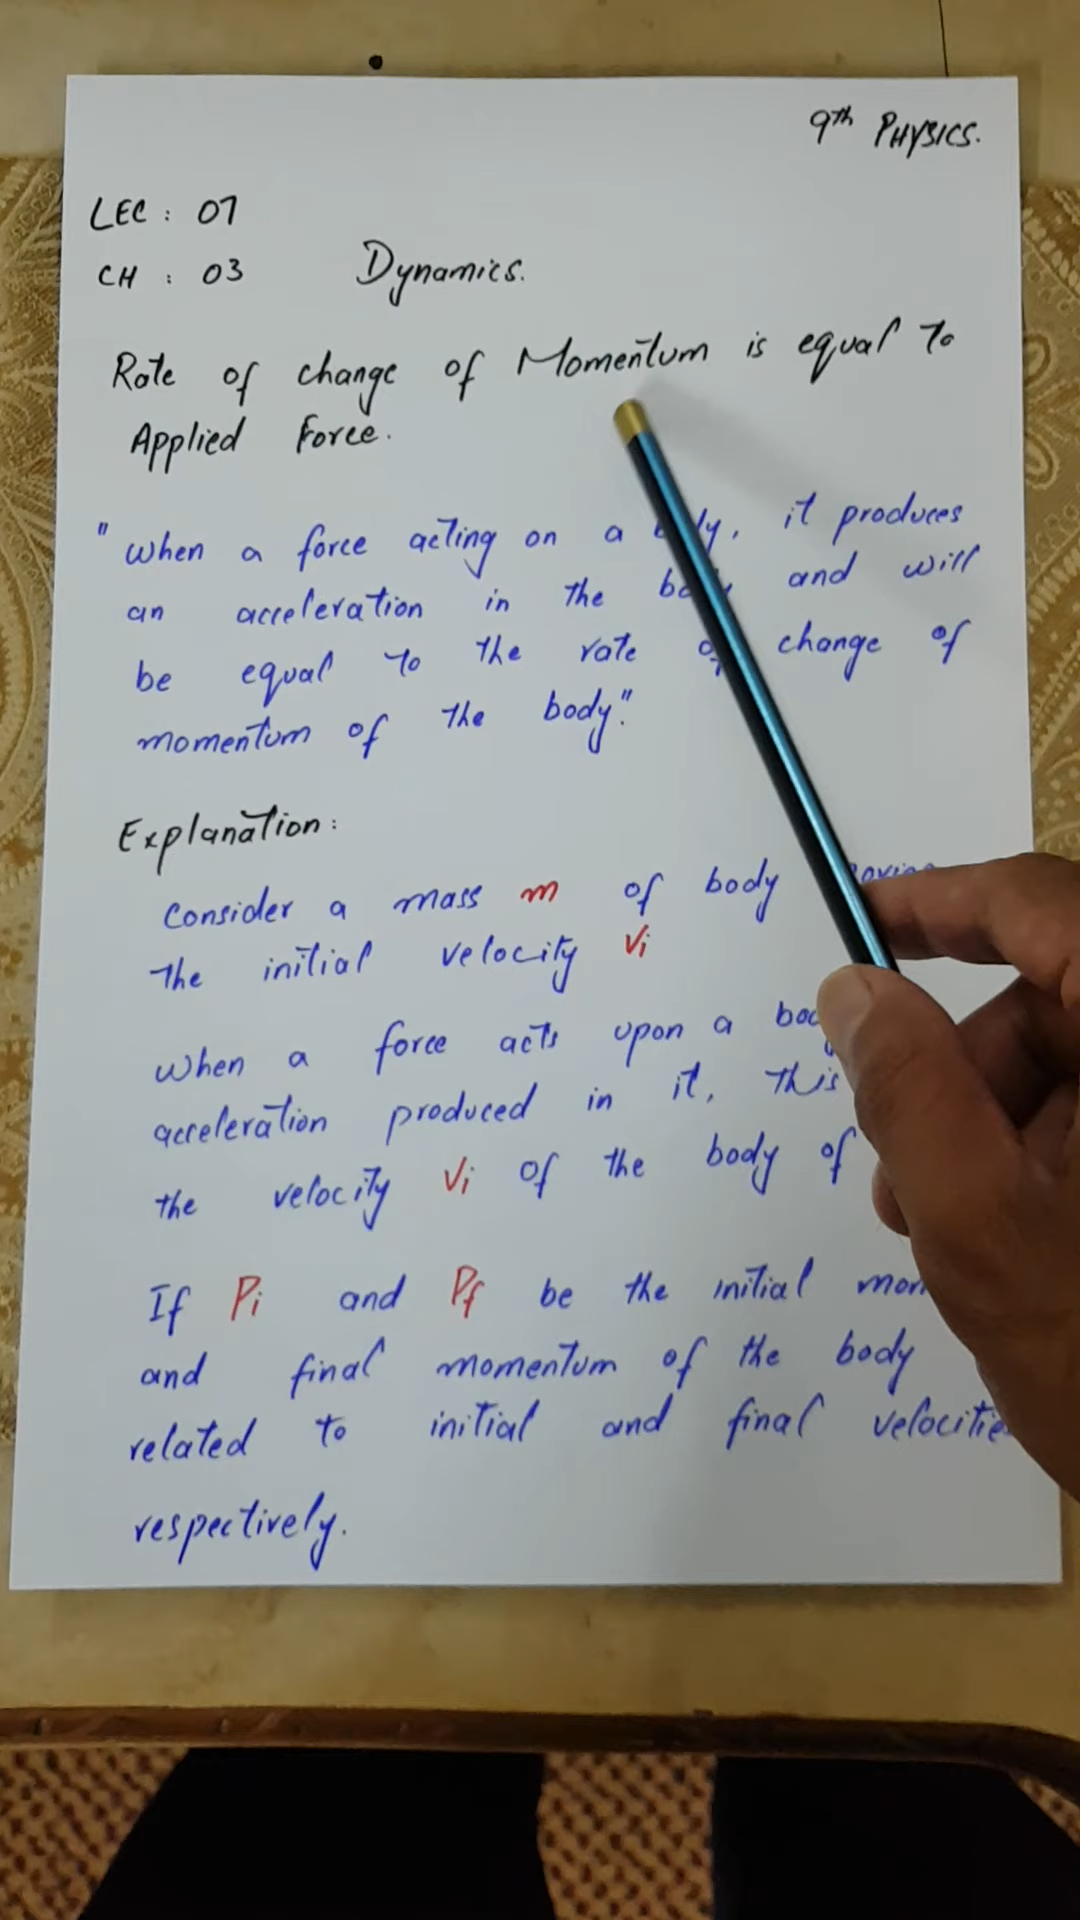 9th PHYSICS.
LEC : 07
CH : 03 Dynamics.
Rate of change of Momentum is equal to
Applied Force.
"When a force acting on a body, it produces
an acceleration in the body and will
be equal to the rate of change of
momentum of the body."
Explanation:
Consider a mass m of body
the initial velocity Vi
When a force acts upon a
acceleration produced in it, This
the velocity Vi of the body of
If Pi and Pf be the initial
and final momentum of the body
related to initial and final
respectively.